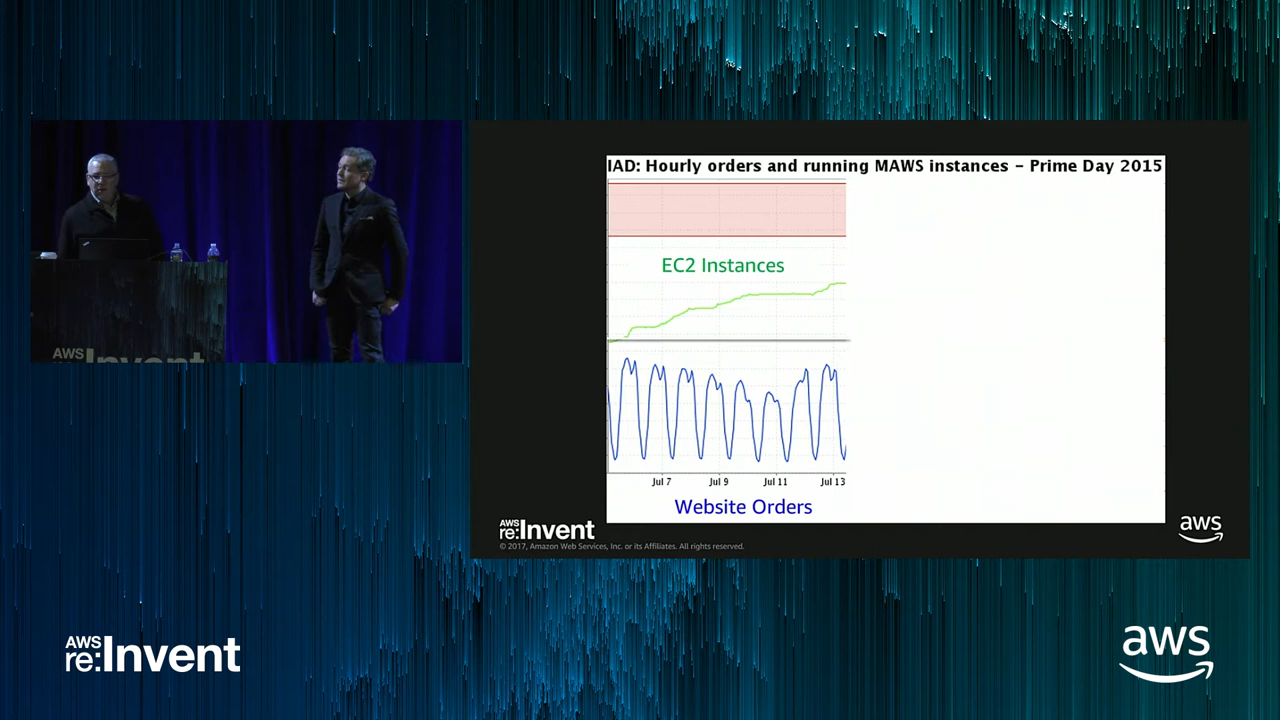 IAD: Hourly orders and running MAWS instances – Prime Day 2015
EC2 Instances
Jul 7
Jul 9
Jul 11
Jul 13
Website Orders
AWS
re:Invent
© 2017, Amazon Web Services, Inc. or its Affiliates. All rights reserved.
aws
AWS
Invent
AWS
re:Invent
aws